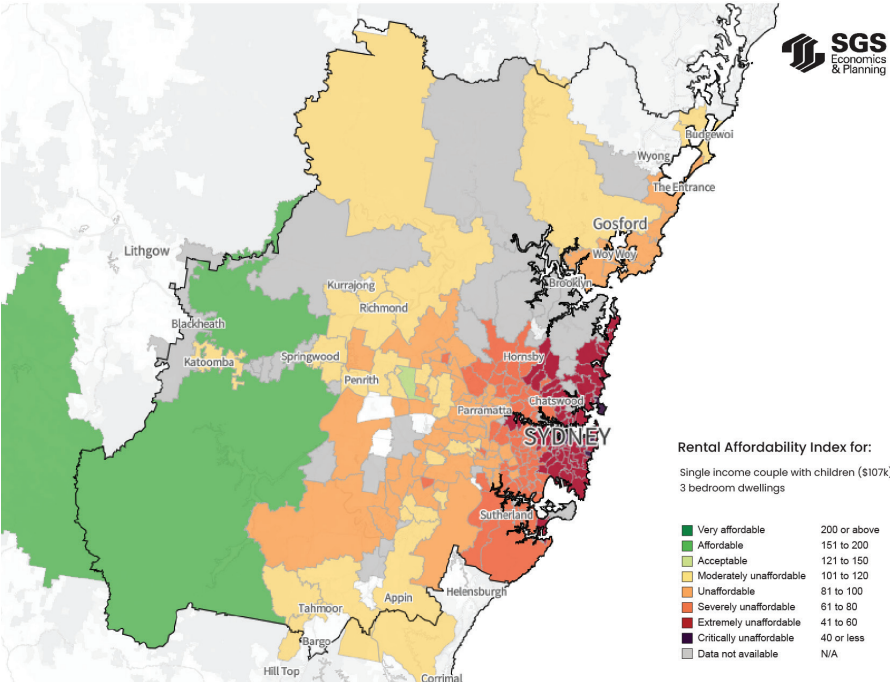 SGS
Economics
& Planning
Budgewoi
Wyong
The Entrance
Gosford
Lithgow
Woy Woy
Brooklyn
Kurrajong
Richmond
Blackheath
Springwood
Hornsby
Katoomba
Penrith
Chatswood
Parramatta
SYDNEY
Sutherland
Helensburgh
Appin
Tahmoor
Bargo
Hill Top
Corrimal
Rental Affordability Index for:
Single income couple with children ($107k)
3 bedroom dwellings
Very affordable 200 or above
Affordable 151 to 200
Acceptable 121 to 150
Moderately unaffordable 101 to 120
Unaffordable 81 to 100
Severely unaffordable 61 to 80
Extremely unaffordable 41 to 60
Critically unaffordable 40 or less
Data not available N/A